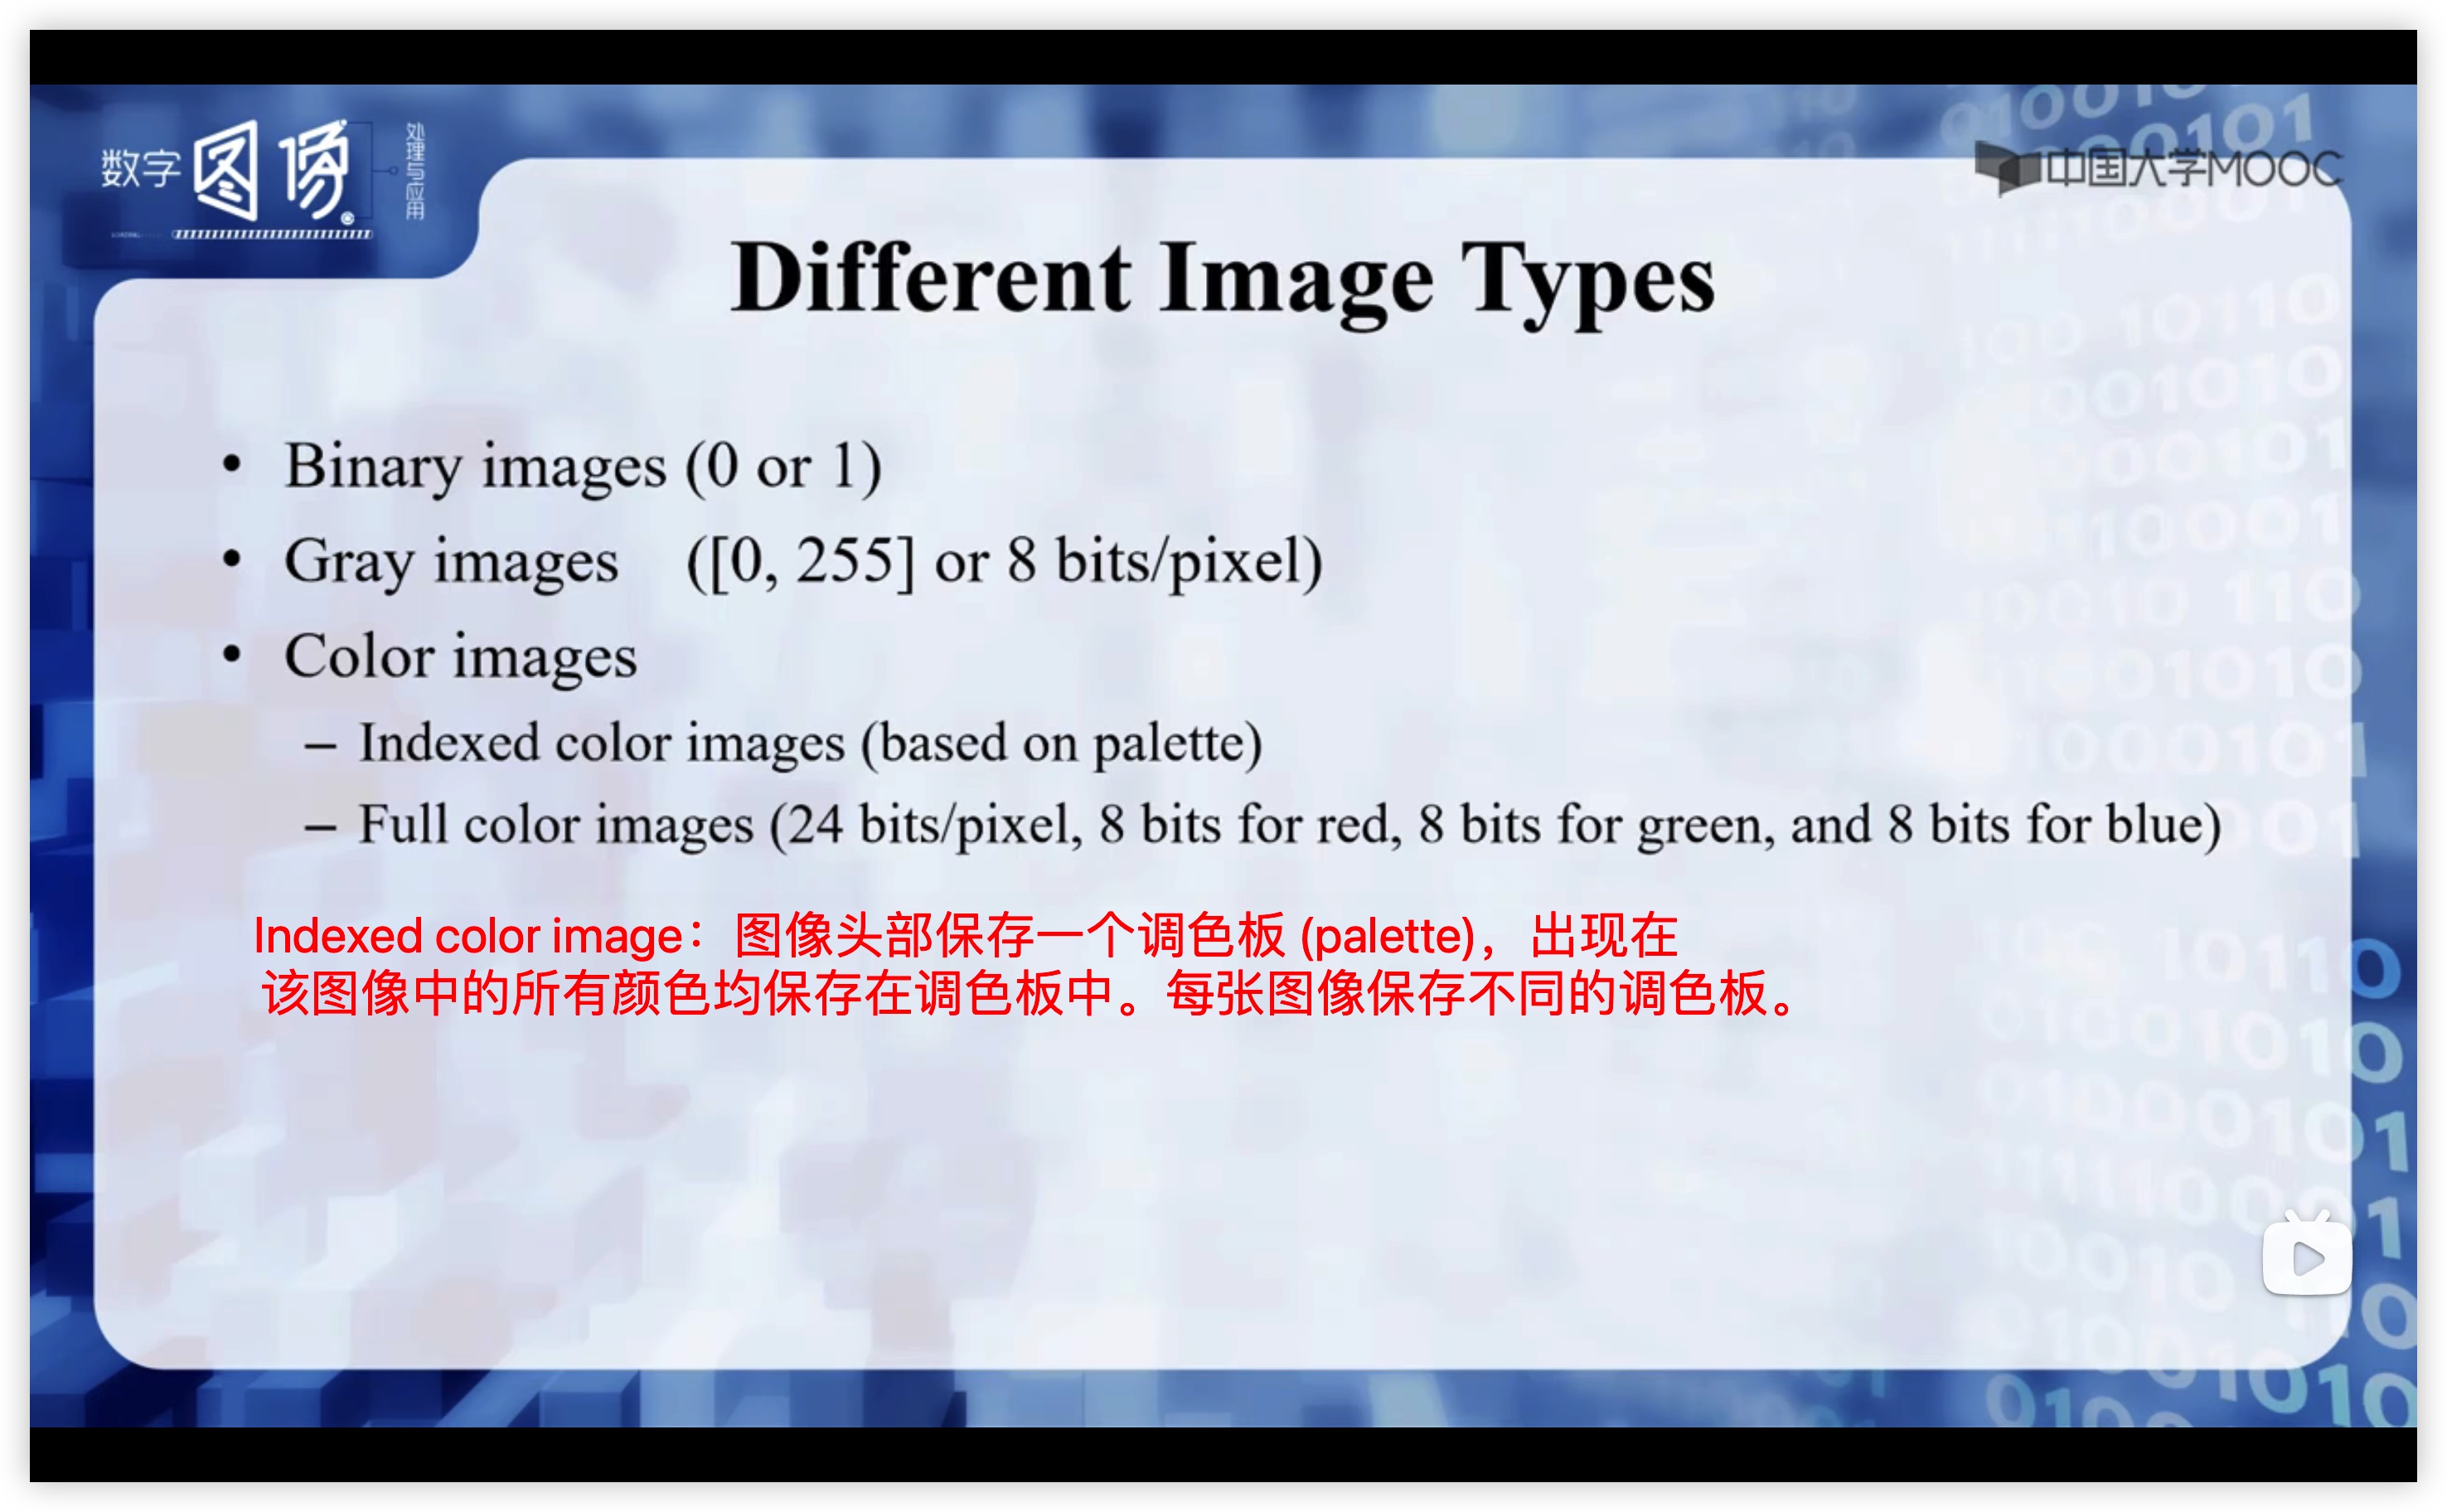 数字图像
处理与应用
LOADING......
中国大学MOOC
Different Image Types
• Binary images (0 or 1)
• Gray images ([0, 255] or 8 bits/pixel)
• Color images
– Indexed color images (based on palette)
– Full color images (24 bits/pixel, 8 bits for red, 8 bits for green, and 8 bits for blue)
Indexed color image：图像头部保存一个调色板 (palette)，出现在
该图像中的所有颜色均保存在调色板中。每张图像保存不同的调色板。